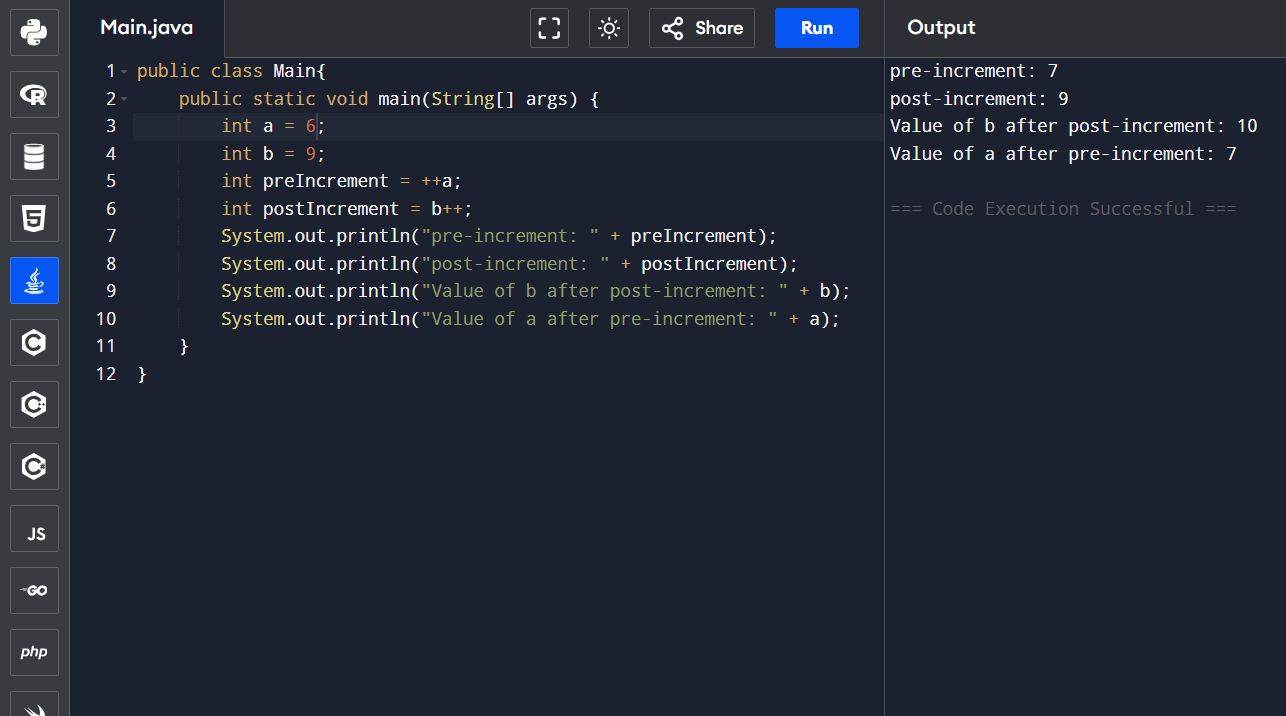 Main.java
Share
Run
Output
1 public class Main{
2     public static void main(String[] args) {
3         int a = 6;
4         int b = 9;
5         int preIncrement = ++a;
6         int postIncrement = b++;
7         System.out.println("pre-increment: " + preIncrement);
8         System.out.println("post-increment: " + postIncrement);
9         System.out.println("Value of b after post-increment: " + b);
10         System.out.println("Value of a after pre-increment: " + a);
11     }
12 }
pre-increment: 7
post-increment: 9
Value of b after post-increment: 10
Value of a after pre-increment: 7
=== Code Execution Successful ===
R
5
C
C++
C#
JS
GO
php